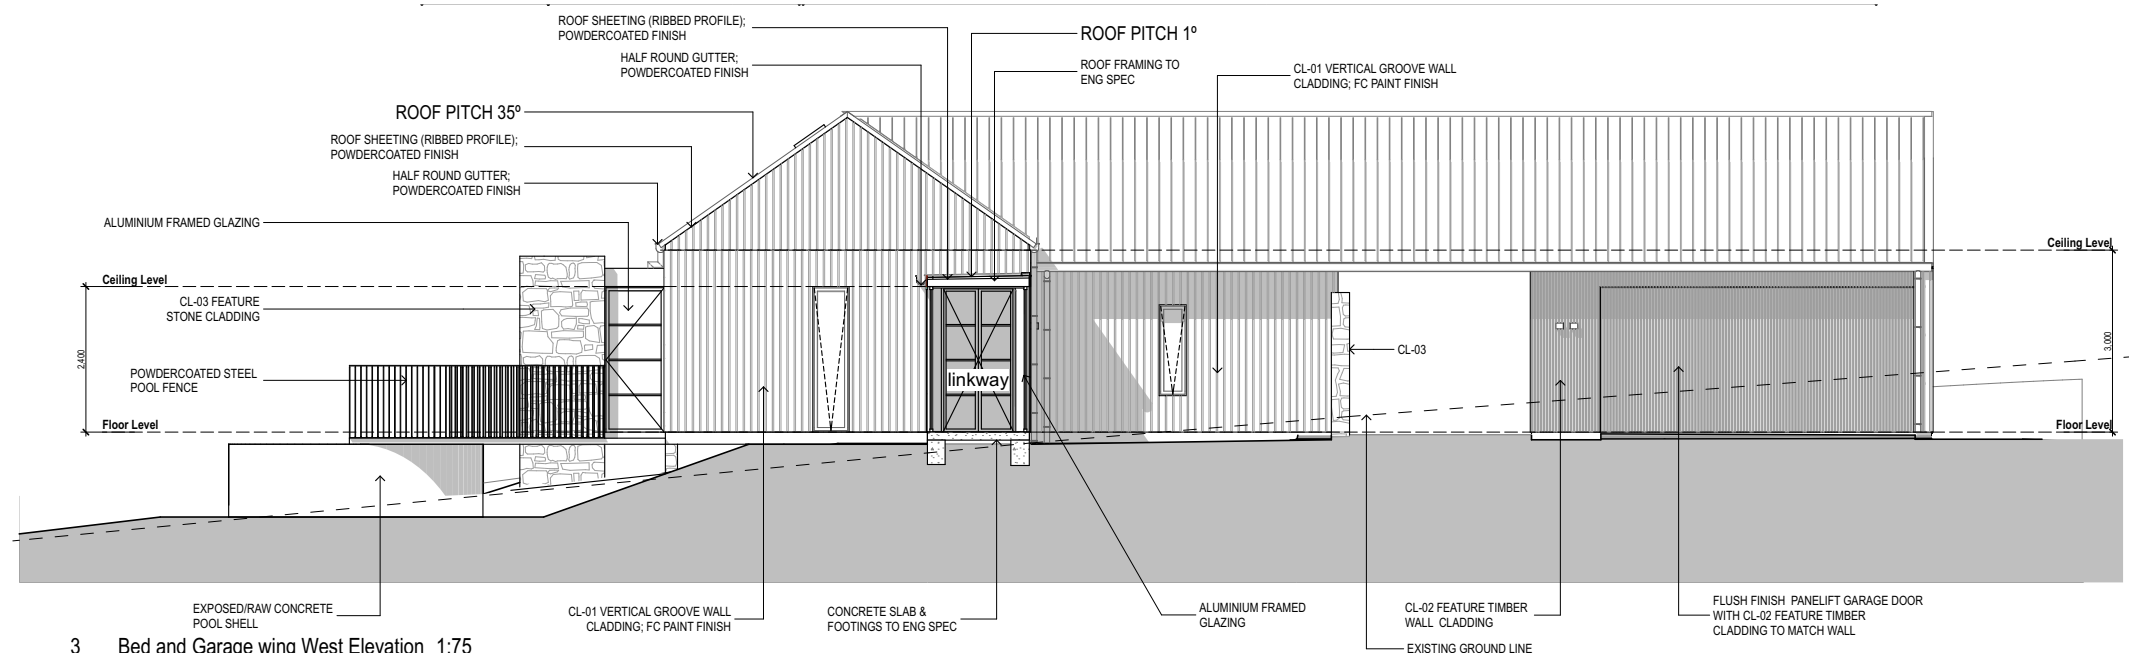 ROOF SHEETING (RIBBED PROFILE);
POWDERCOATED FINISH
ROOF PITCH 1º
HALF ROUND GUTTER;
POWDERCOATED FINISH
ROOF FRAMING TO
ENG SPEC
CL-01 VERTICAL GROOVE WALL
CLADDING; FC PAINT FINISH
ROOF PITCH 35º
ROOF SHEETING (RIBBED PROFILE);
POWDERCOATED FINISH
HALF ROUND GUTTER;
POWDERCOATED FINISH
ALUMINIUM FRAMED GLAZING
Ceiling Level
Ceiling Level
CL-03 FEATURE
STONE CLADDING
2,400
3,000
CL-03
POWDERCOATED STEEL
POOL FENCE
linkway
Floor Level
Floor Level
EXPOSED/RAW CONCRETE
POOL SHELL
CL-01 VERTICAL GROOVE WALL
CLADDING; FC PAINT FINISH
CONCRETE SLAB &
FOOTINGS TO ENG SPEC
ALUMINIUM FRAMED
GLAZING
CL-02 FEATURE TIMBER
WALL CLADDING
FLUSH FINISH PANELIFT GARAGE DOOR
WITH CL-02 FEATURE TIMBER
CLADDING TO MATCH WALL
EXISTING GROUND LINE
3 Bed and Garage wing West Elevation 1:75